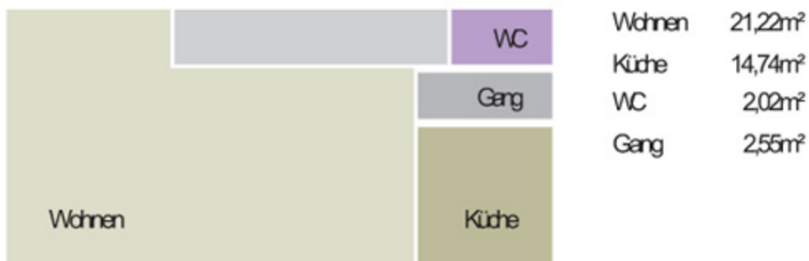 WC
Gang
Wohnen
Küche
Wohnen 21,22m²
Küche 14,74m²
WC 2,02m²
Gang 2,55m²